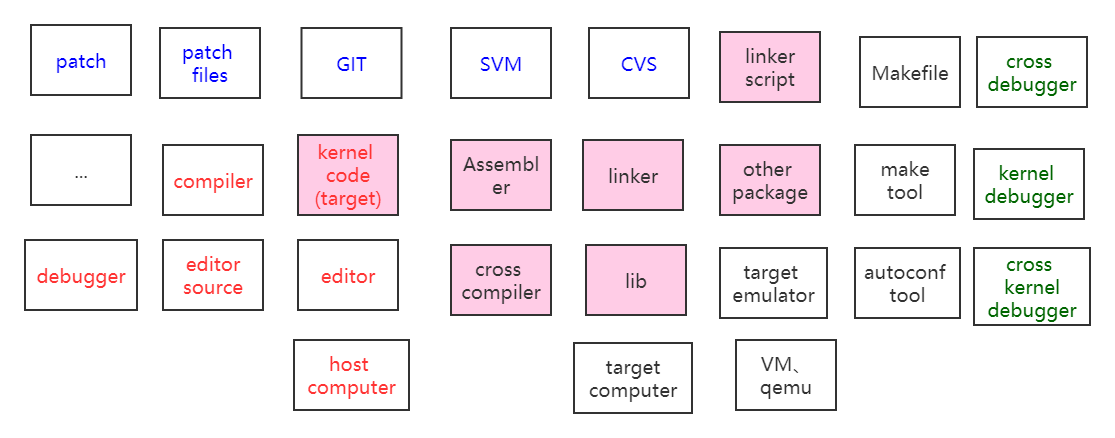 patch
patch
files
GIT
SVM
CVS
linker
script
Makefile
cross
debugger
...
compiler
kernel
code
(target)
Assembl
er
linker
other
package
make
tool
kernel
debugger
debugger
editor
source
editor
cross
compiler
lib
target
emulator
autoconf
tool
cross
kernel
debugger
host
computer
target
computer
VM、
qemu